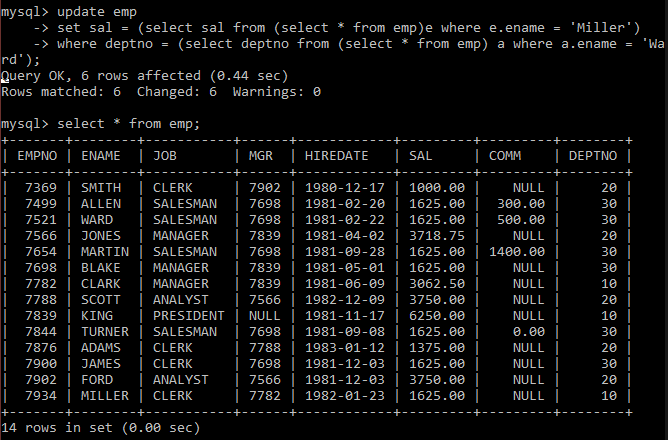 mysql> update emp
    -> set sal = (select sal from (select * from emp)e where e.ename = 'Miller')
    -> where deptno = (select deptno from (select * from emp) a where a.ename = 'Wa
rd');
Query OK, 6 rows affected (0.44 sec)
Rows matched: 6  Changed: 6  Warnings: 0

mysql> select * from emp;
+-------+--------+-----------+------+------------+---------+---------+--------+
| EMPNO | ENAME  | JOB       | MGR  | HIREDATE   | SAL     | COMM    | DEPTNO |
+-------+--------+-----------+------+------------+---------+---------+--------+
|  7369 | SMITH  | CLERK     | 7902 | 1980-12-17 | 1000.00 |    NULL |     20 |
|  7499 | ALLEN  | SALESMAN  | 7698 | 1981-02-20 | 1625.00 |  300.00 |     30 |
|  7521 | WARD   | SALESMAN  | 7698 | 1981-02-22 | 1625.00 |  500.00 |     30 |
|  7566 | JONES  | MANAGER   | 7839 | 1981-04-02 | 3718.75 |    NULL |     20 |
|  7654 | MARTIN | SALESMAN  | 7698 | 1981-09-28 | 1625.00 | 1400.00 |     30 |
|  7698 | BLAKE  | MANAGER   | 7839 | 1981-05-01 | 1625.00 |    NULL |     30 |
|  7782 | CLARK  | MANAGER   | 7839 | 1981-06-09 | 3062.50 |    NULL |     10 |
|  7788 | SCOTT  | ANALYST   | 7566 | 1982-12-09 | 3750.00 |    NULL |     20 |
|  7839 | KING   | PRESIDENT | NULL | 1981-11-17 | 6250.00 |    NULL |     10 |
|  7844 | TURNER | SALESMAN  | 7698 | 1981-09-08 | 1625.00 |    0.00 |     30 |
|  7876 | ADAMS  | CLERK     | 7788 | 1983-01-12 | 1375.00 |    NULL |     20 |
|  7900 | JAMES  | CLERK     | 7698 | 1981-12-03 | 1625.00 |    NULL |     30 |
|  7902 | FORD   | ANALYST   | 7566 | 1981-12-03 | 3750.00 |    NULL |     20 |
|  7934 | MILLER | CLERK     | 7782 | 1982-01-23 | 1625.00 |    NULL |     10 |
+-------+--------+-----------+------+------------+---------+---------+--------+
14 rows in set (0.00 sec)